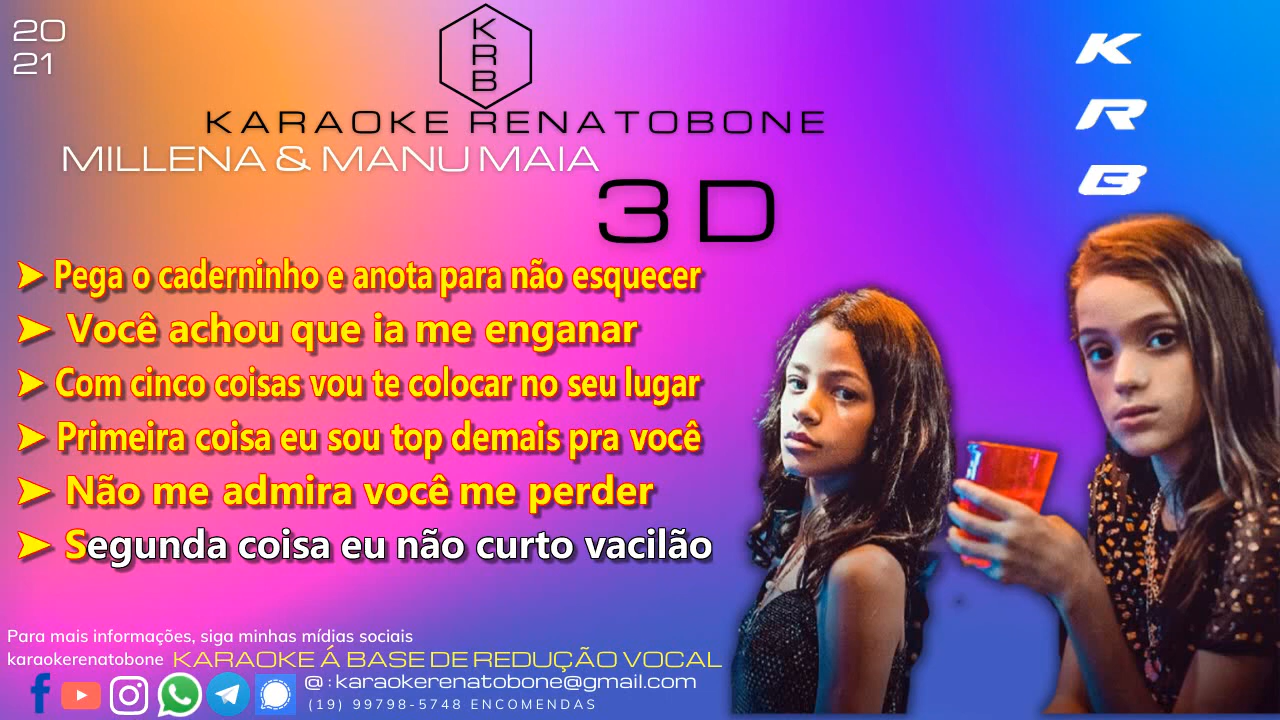 20
21
K
R
B
KARAOKE RENATOBONE
MILLENA & MANU MAIA
3D
K
R
B
➤ Pega o caderninho e anota para não esquecer
➤ Você achou que ia me enganar
➤ Com cinco coisas vou te colocar no seu lugar
➤ Primeira coisa eu sou top demais pra você
➤ Não me admira você me perder
➤ Segunda coisa eu não curto vacilão
Para mais informações, siga minhas mídias sociais
karaokerenatobone KARAOKE Á BASE DE REDUÇÃO VOCAL
@:karaokerenatobone@gmail.com
(19) 99798-5748 ENCOMENDAS